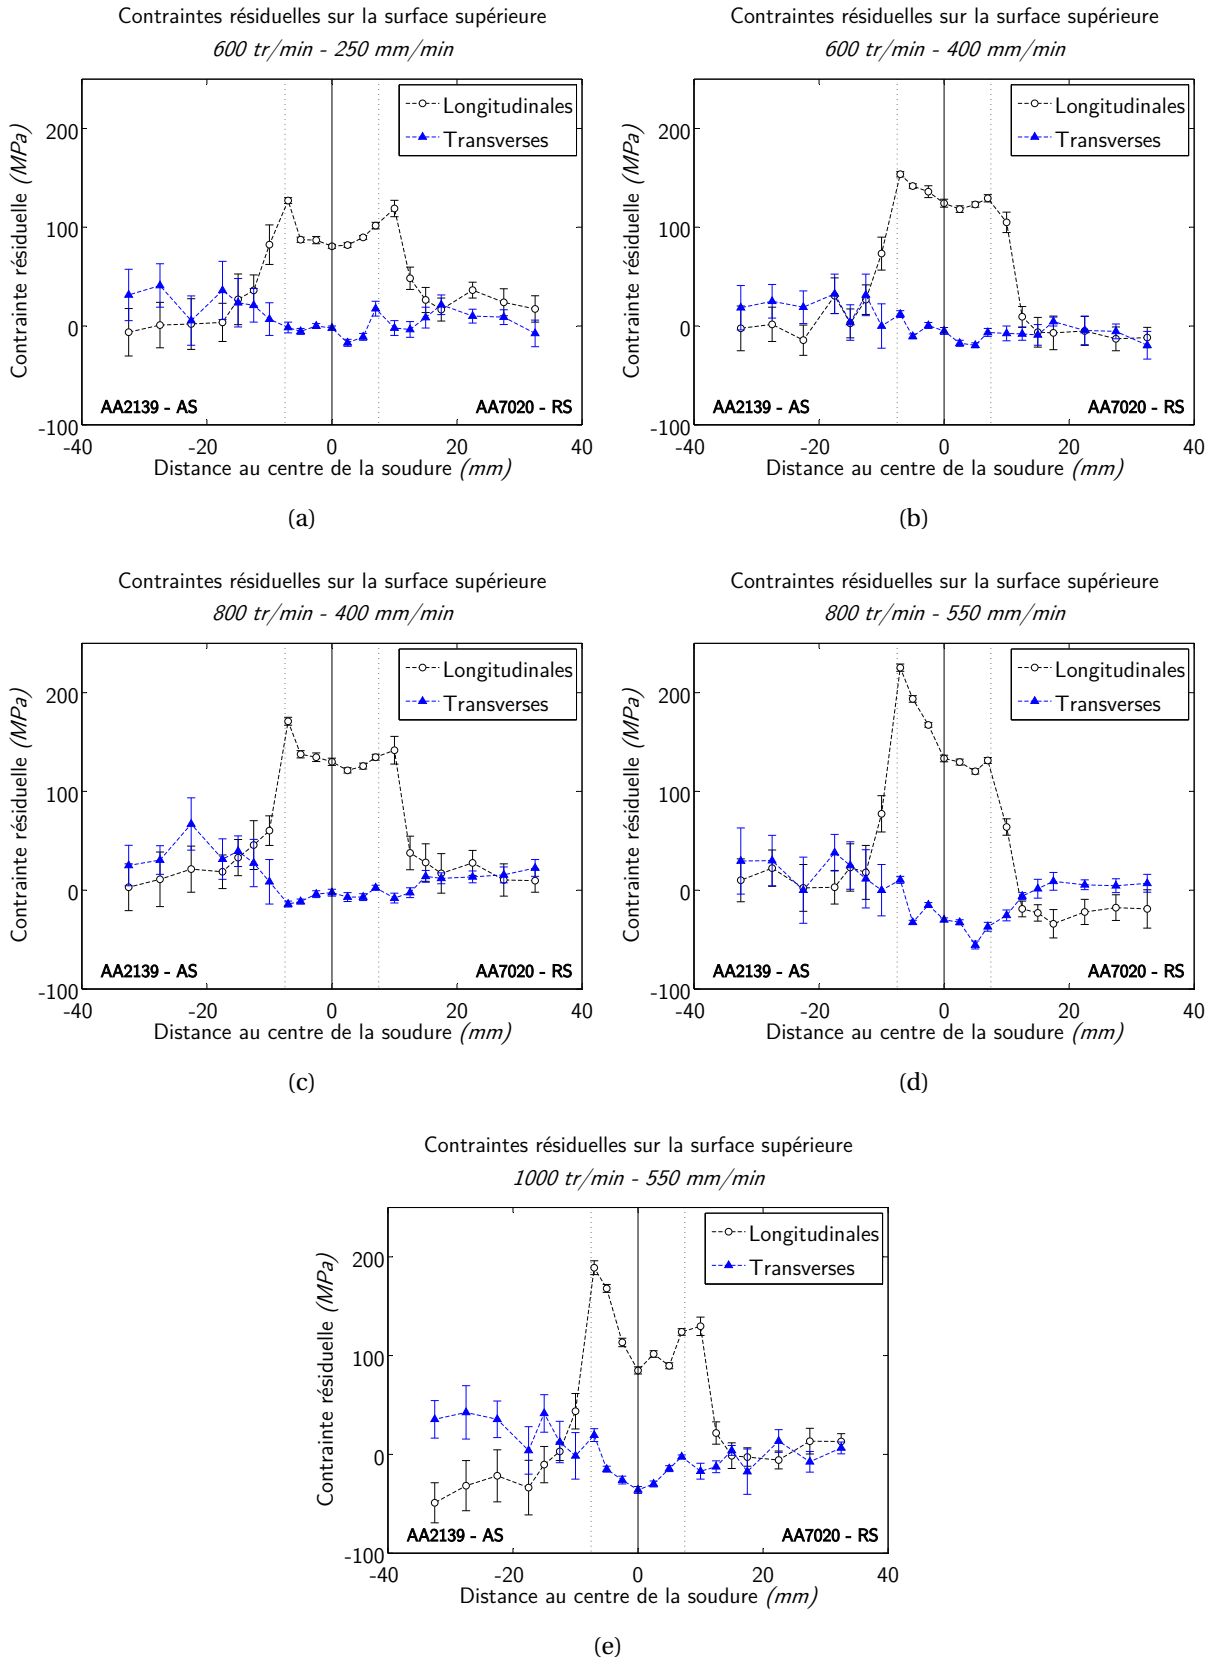 Contraintes résiduelles sur la surface supérieure
600 tr/min - 250 mm/min
Contrainte résiduelle (MPa)
200
100
0
-100
-40
-20
0
20
40
Longitudinales
Transverses
AA2139 - AS
AA7020 - RS
Distance au centre de la soudure (mm)
(a)
Contraintes résiduelles sur la surface supérieure
600 tr/min - 400 mm/min
Contrainte résiduelle (MPa)
200
100
0
-100
-40
-20
0
20
40
Longitudinales
Transverses
AA2139 - AS
AA7020 - RS
Distance au centre de la soudure (mm)
(b)
Contraintes résiduelles sur la surface supérieure
800 tr/min - 400 mm/min
Contrainte résiduelle (MPa)
200
100
0
-100
-40
-20
0
20
40
Longitudinales
Transverses
AA2139 - AS
AA7020 - RS
Distance au centre de la soudure (mm)
(c)
Contraintes résiduelles sur la surface supérieure
800 tr/min - 550 mm/min
Contrainte résiduelle (MPa)
200
100
0
-100
-40
-20
0
20
40
Longitudinales
Transverses
AA2139 - AS
AA7020 - RS
Distance au centre de la soudure (mm)
(d)
Contraintes résiduelles sur la surface supérieure
1000 tr/min - 550 mm/min
Contrainte résiduelle (MPa)
200
100
0
-100
-40
-20
0
20
40
Longitudinales
Transverses
AA2139 - AS
AA7020 - RS
Distance au centre de la soudure (mm)
(e)